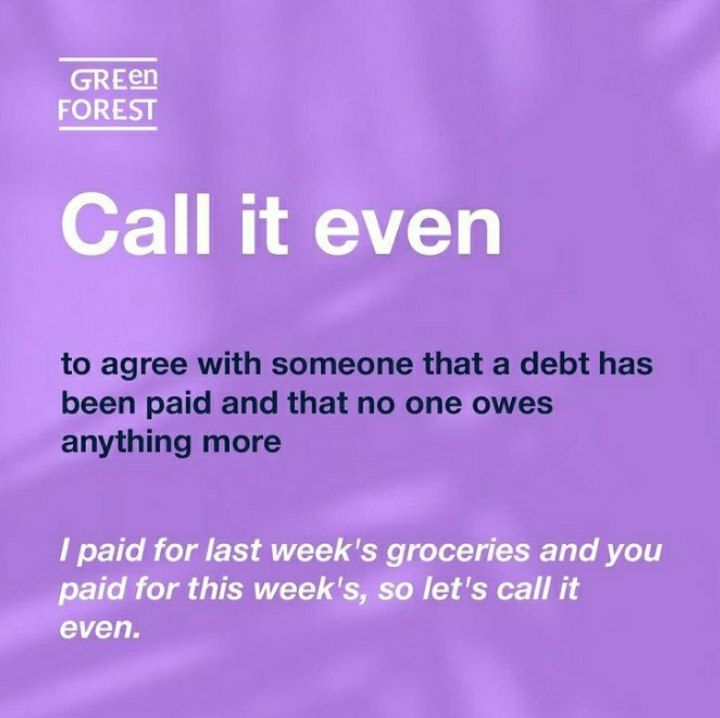 GREen
FOREST
Call it even
to agree with someone that a debt has
been paid and that no one owes
anything more
I paid for last week's groceries and you
paid for this week's, so let's call it
even.